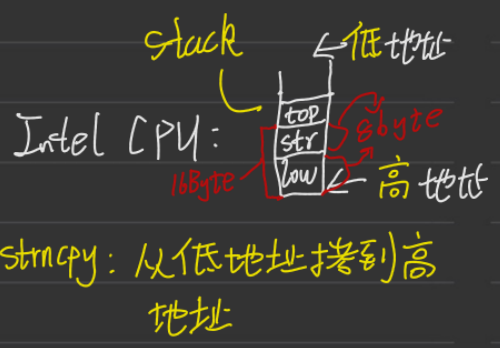 stack
←低地址
top
Intel CPU:
str
8byte
16Byte
low
←高地址
strncpy: 从低地址拷到高
地址